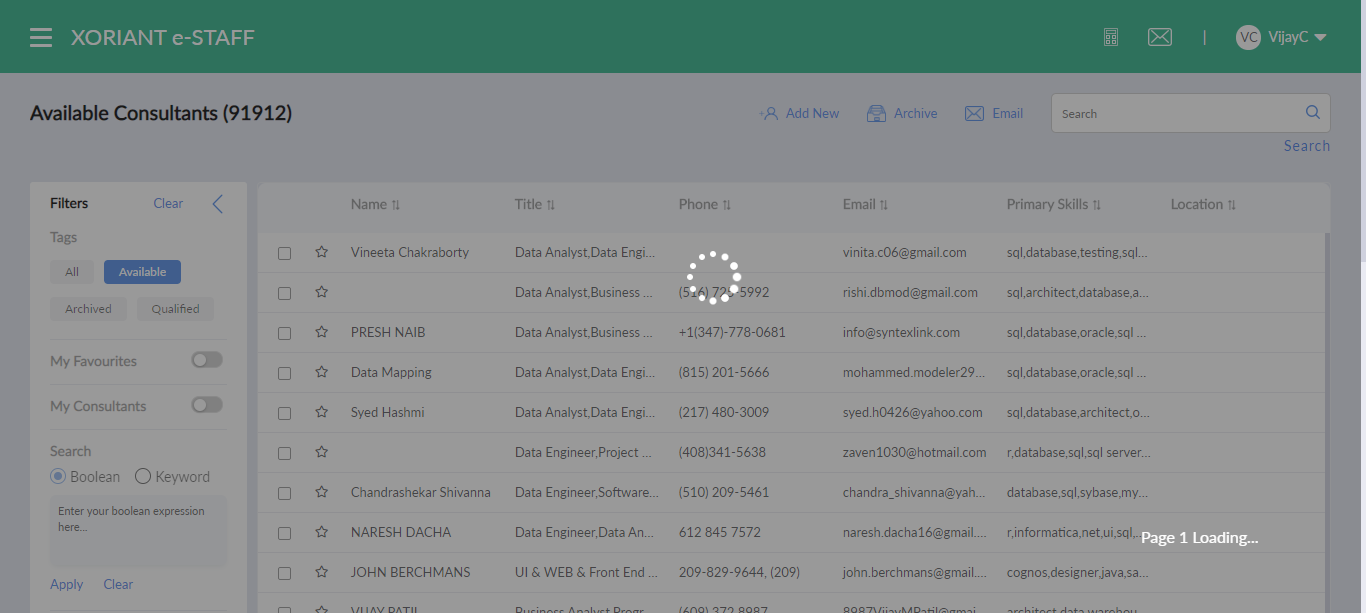 XORIANT e-STAFF
| VC VijayC
Available Consultants (91912)
Add New Archive Email Search
Search
Filters Clear
Tags
All Available
Archived Qualified
My Favourites
My Consultants
Search
Boolean Keyword
Enter your boolean expression
here...
Apply Clear
Name Title Phone Email Primary Skills Location
Vineeta Chakraborty Data Analyst,Data Engi... vinita.c06@gmail.com sql,database,testing,sql...
Data Analyst,Business ... (516) 728-5992 rishi.dbmod@gmail.com sql,architect,database,a...
PRESH NAIB Data Analyst,Business ... +1(347)-778-0681 info@syntexlink.com sql,database,oracle,sql ...
Data Mapping Data Analyst,Data Engi... (815) 201-5666 mohammed.modeler29... sql,database,oracle,sql ...
Syed Hashmi Data Analyst,Data Engi... (217) 480-3009 syed.h0426@yahoo.com sql,database,architect,o...
Data Engineer,Project ... (408)341-5638 zaven1030@hotmail.com r,database,sql,sql server...
Chandrashekar Shivanna Data Engineer,Software... (510) 209-5461 chandra_shivanna@yah... database,sql,sybase,my...
NARESH DACHA Data Engineer,Data An... 612 845 7572 naresh.dacha16@gmail.... r,informatica,net,ui,sql,...
Page 1 Loading...
JOHN BERCHMANS UI & WEB & Front End ... 209-829-9644, (209) john.berchmans@gmail.... cognos,designer,java,sa...
VIJAY PATIL Business Analyst,Progr... (609) 372 8987 8987VijayMPatil@gmai... architect,data warehou...